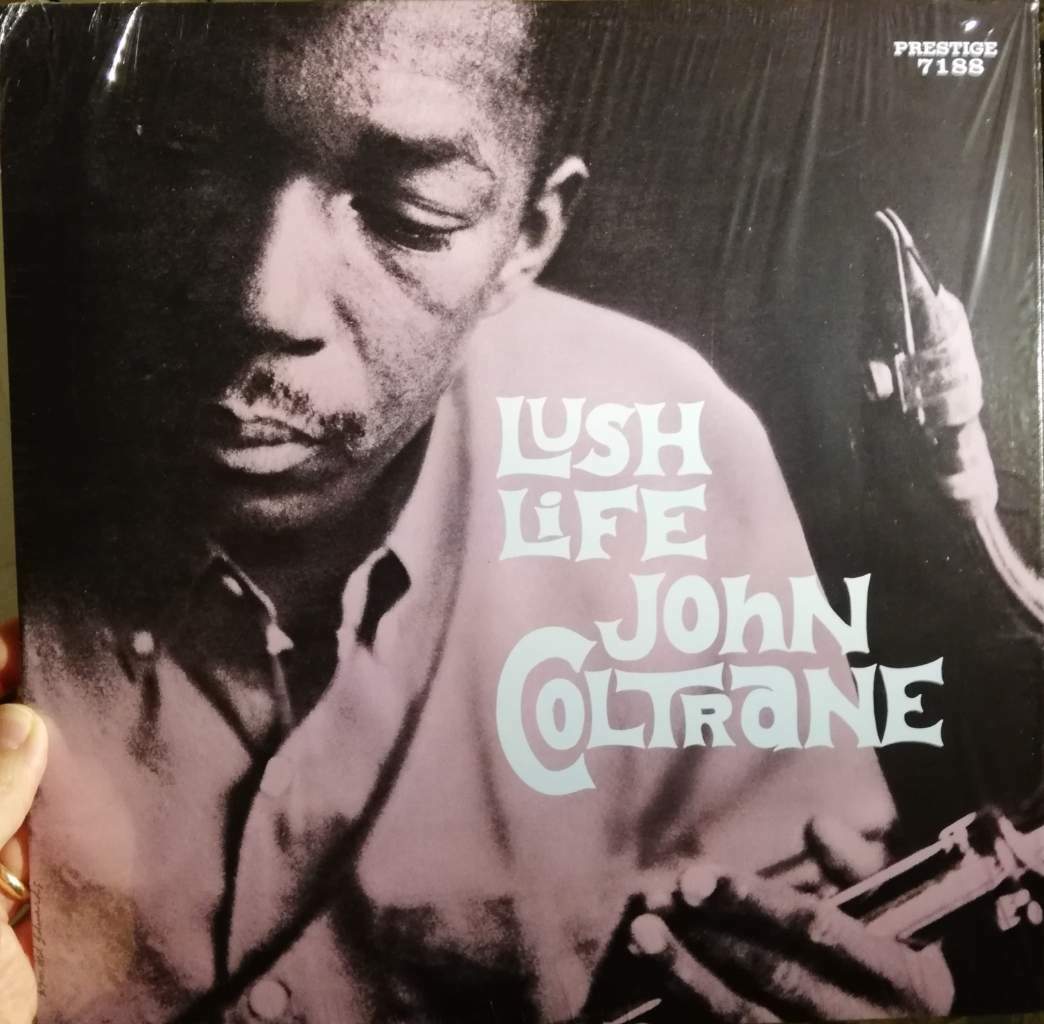 PRESTIGE
7188
LUSH
LiFE
JOhN
COLTRaNE